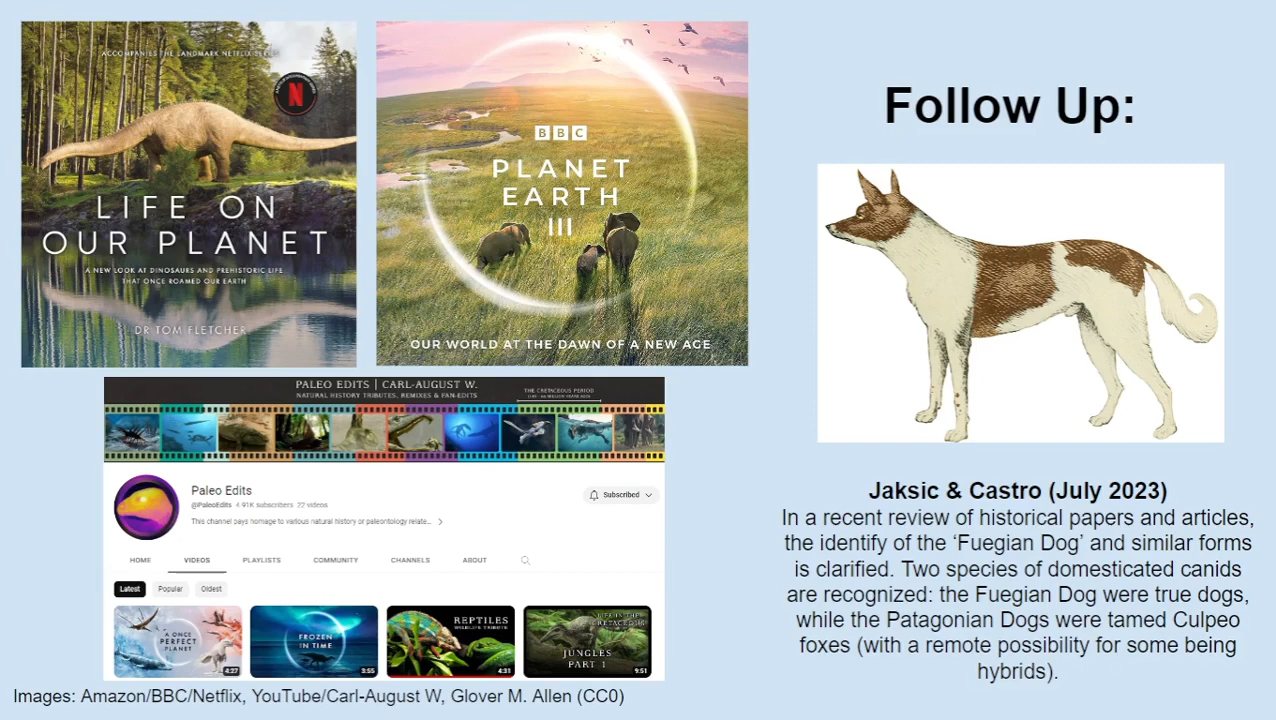 ACCOMPANIES THE LANDMARK NETFLIX SERIES
N
LIFE ON
OUR PLANET
A NEW LOOK AT DINOSAURS AND PREHISTORIC LIFE
THAT ONCE ROAMED OUR EARTH
DR TOM FLETCHER
BBC
PLANET
EARTH
III
OUR WORLD AT THE DAWN OF A NEW AGE
PALEO EDITS | CARL-AUGUST W.
NATURAL HISTORY TRIBUTES, REMIXES & FAN-EDITS
THE CRETACEOUS PERIOD
Paleo Edits
@PaleoEdits 4.91K subscribers 22 videos
This channel pays homage to various natural history or paleontology relate...
Subscribed
HOME VIDEOS PLAYLISTS COMMUNITY CHANNELS ABOUT
Latest Popular Oldest
A ONCE
PERFECT
PLANET
4:27
FROZEN
IN TIME
3:55
REPTILES
WILDLIFE TRIBUTE
4:31
LIFE IN THE
CRETACEOUS
JUNGLES
PART 1
9:51
Images: Amazon/BBC/Netflix, YouTube/Carl-August W, Glover M. Allen (CC0)
Follow Up:
Jaksic & Castro (July 2023)
In a recent review of historical papers and articles,
the identify of the ‘Fuegian Dog’ and similar forms
is clarified. Two species of domesticated canids
are recognized: the Fuegian Dog were true dogs,
while the Patagonian Dogs were tamed Culpeo
foxes (with a remote possibility for some being
hybrids).